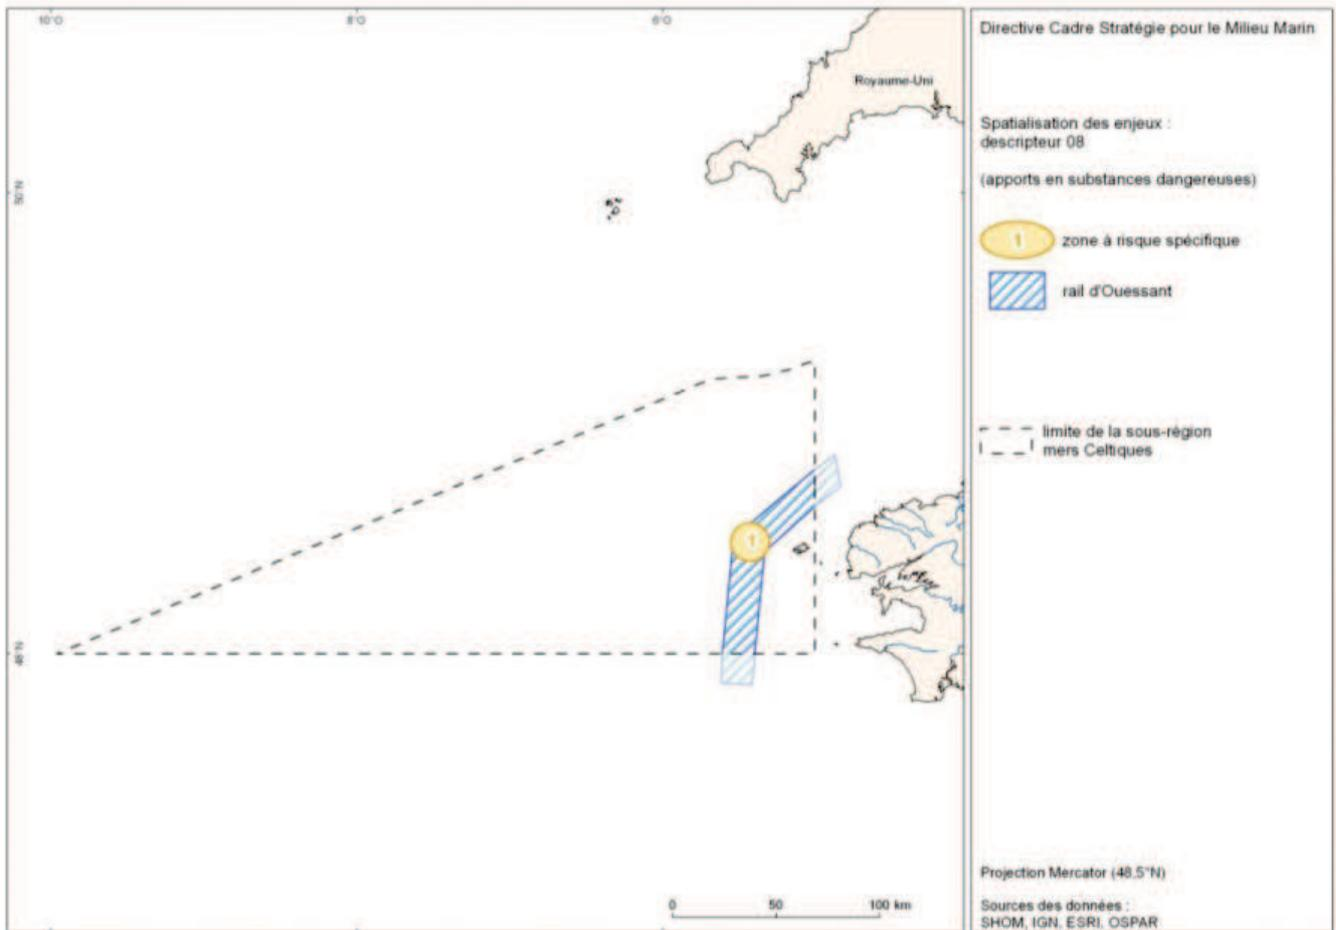 10°O 8°O 6°O
Directive Cadre Stratégie pour le Milieu Marin
Royaume-Uni
Spatialisation des enjeux :
descripteur 08
(apports en substances dangereuses)
50°N
1 zone à risque spécifique
rail d'Ouessant
limite de la sous-région
mers Celtiques
1
48°N
Projection Mercator (48,5°N)
0 50 100 km
Sources des données :
SHOM, IGN, ESRI, OSPAR